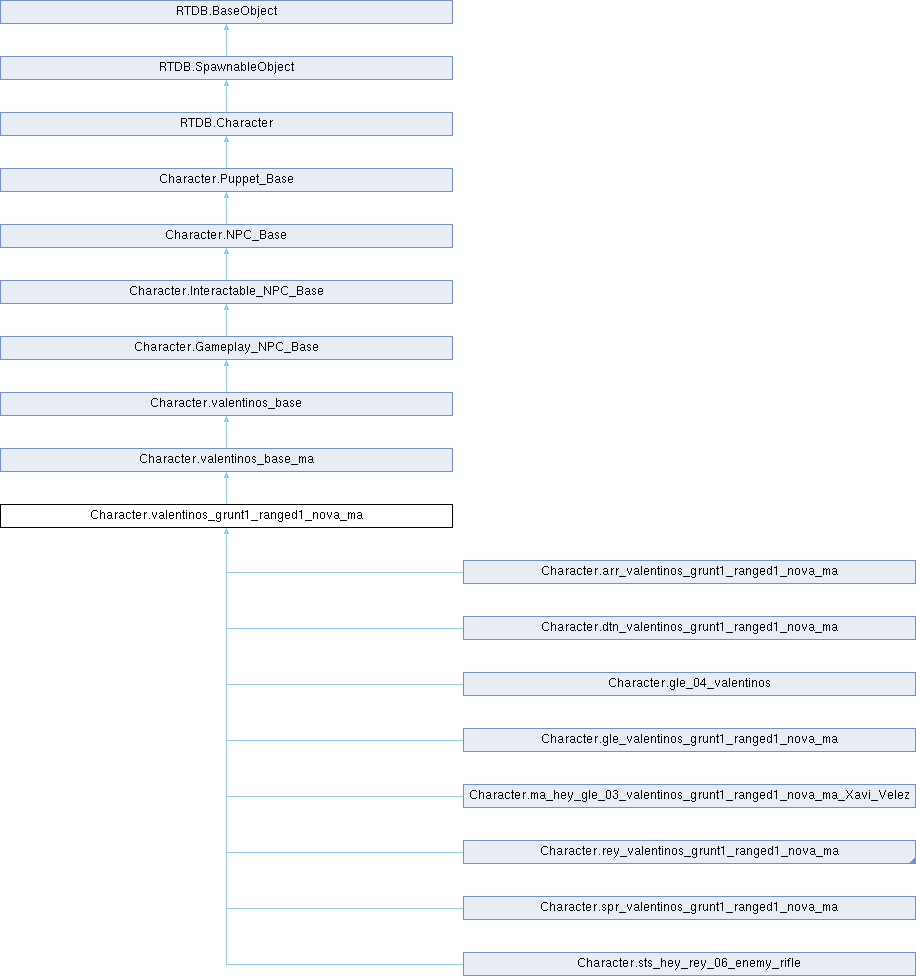 RTDB.BaseObject
RTDB.SpawnableObject
RTDB.Character
Character.Puppet_Base
Character.NPC_Base
Character.Interactable_NPC_Base
Character.Gameplay_NPC_Base
Character.valentinos_base
Character.valentinos_base_ma
Character.valentinos_grunt1_ranged1_nova_ma
Character.arr_valentinos_grunt1_ranged1_nova_ma
Character.dtn_valentinos_grunt1_ranged1_nova_ma
Character.gle_04_valentinos
Character.gle_valentinos_grunt1_ranged1_nova_ma
Character.ma_hey_gle_03_valentinos_grunt1_ranged1_nova_ma_Xavi_Velez
Character.rey_valentinos_grunt1_ranged1_nova_ma
Character.spr_valentinos_grunt1_ranged1_nova_ma
Character.sts_hey_rey_06_enemy_rifle